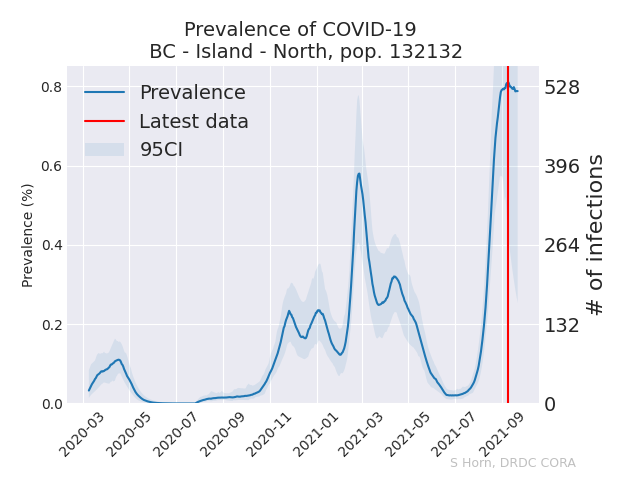 Prevalence of COVID-19
BC - Island - North, pop. 132132
Prevalence
Latest data
95CI
Prevalence (%)
0.8
0.6
0.4
0.2
0.0
528
396
264
132
0
# of infections
2020-03
2020-05
2020-07
2020-09
2020-11
2021-01
2021-03
2021-05
2021-07
2021-09
S Horn, DRDC CORA